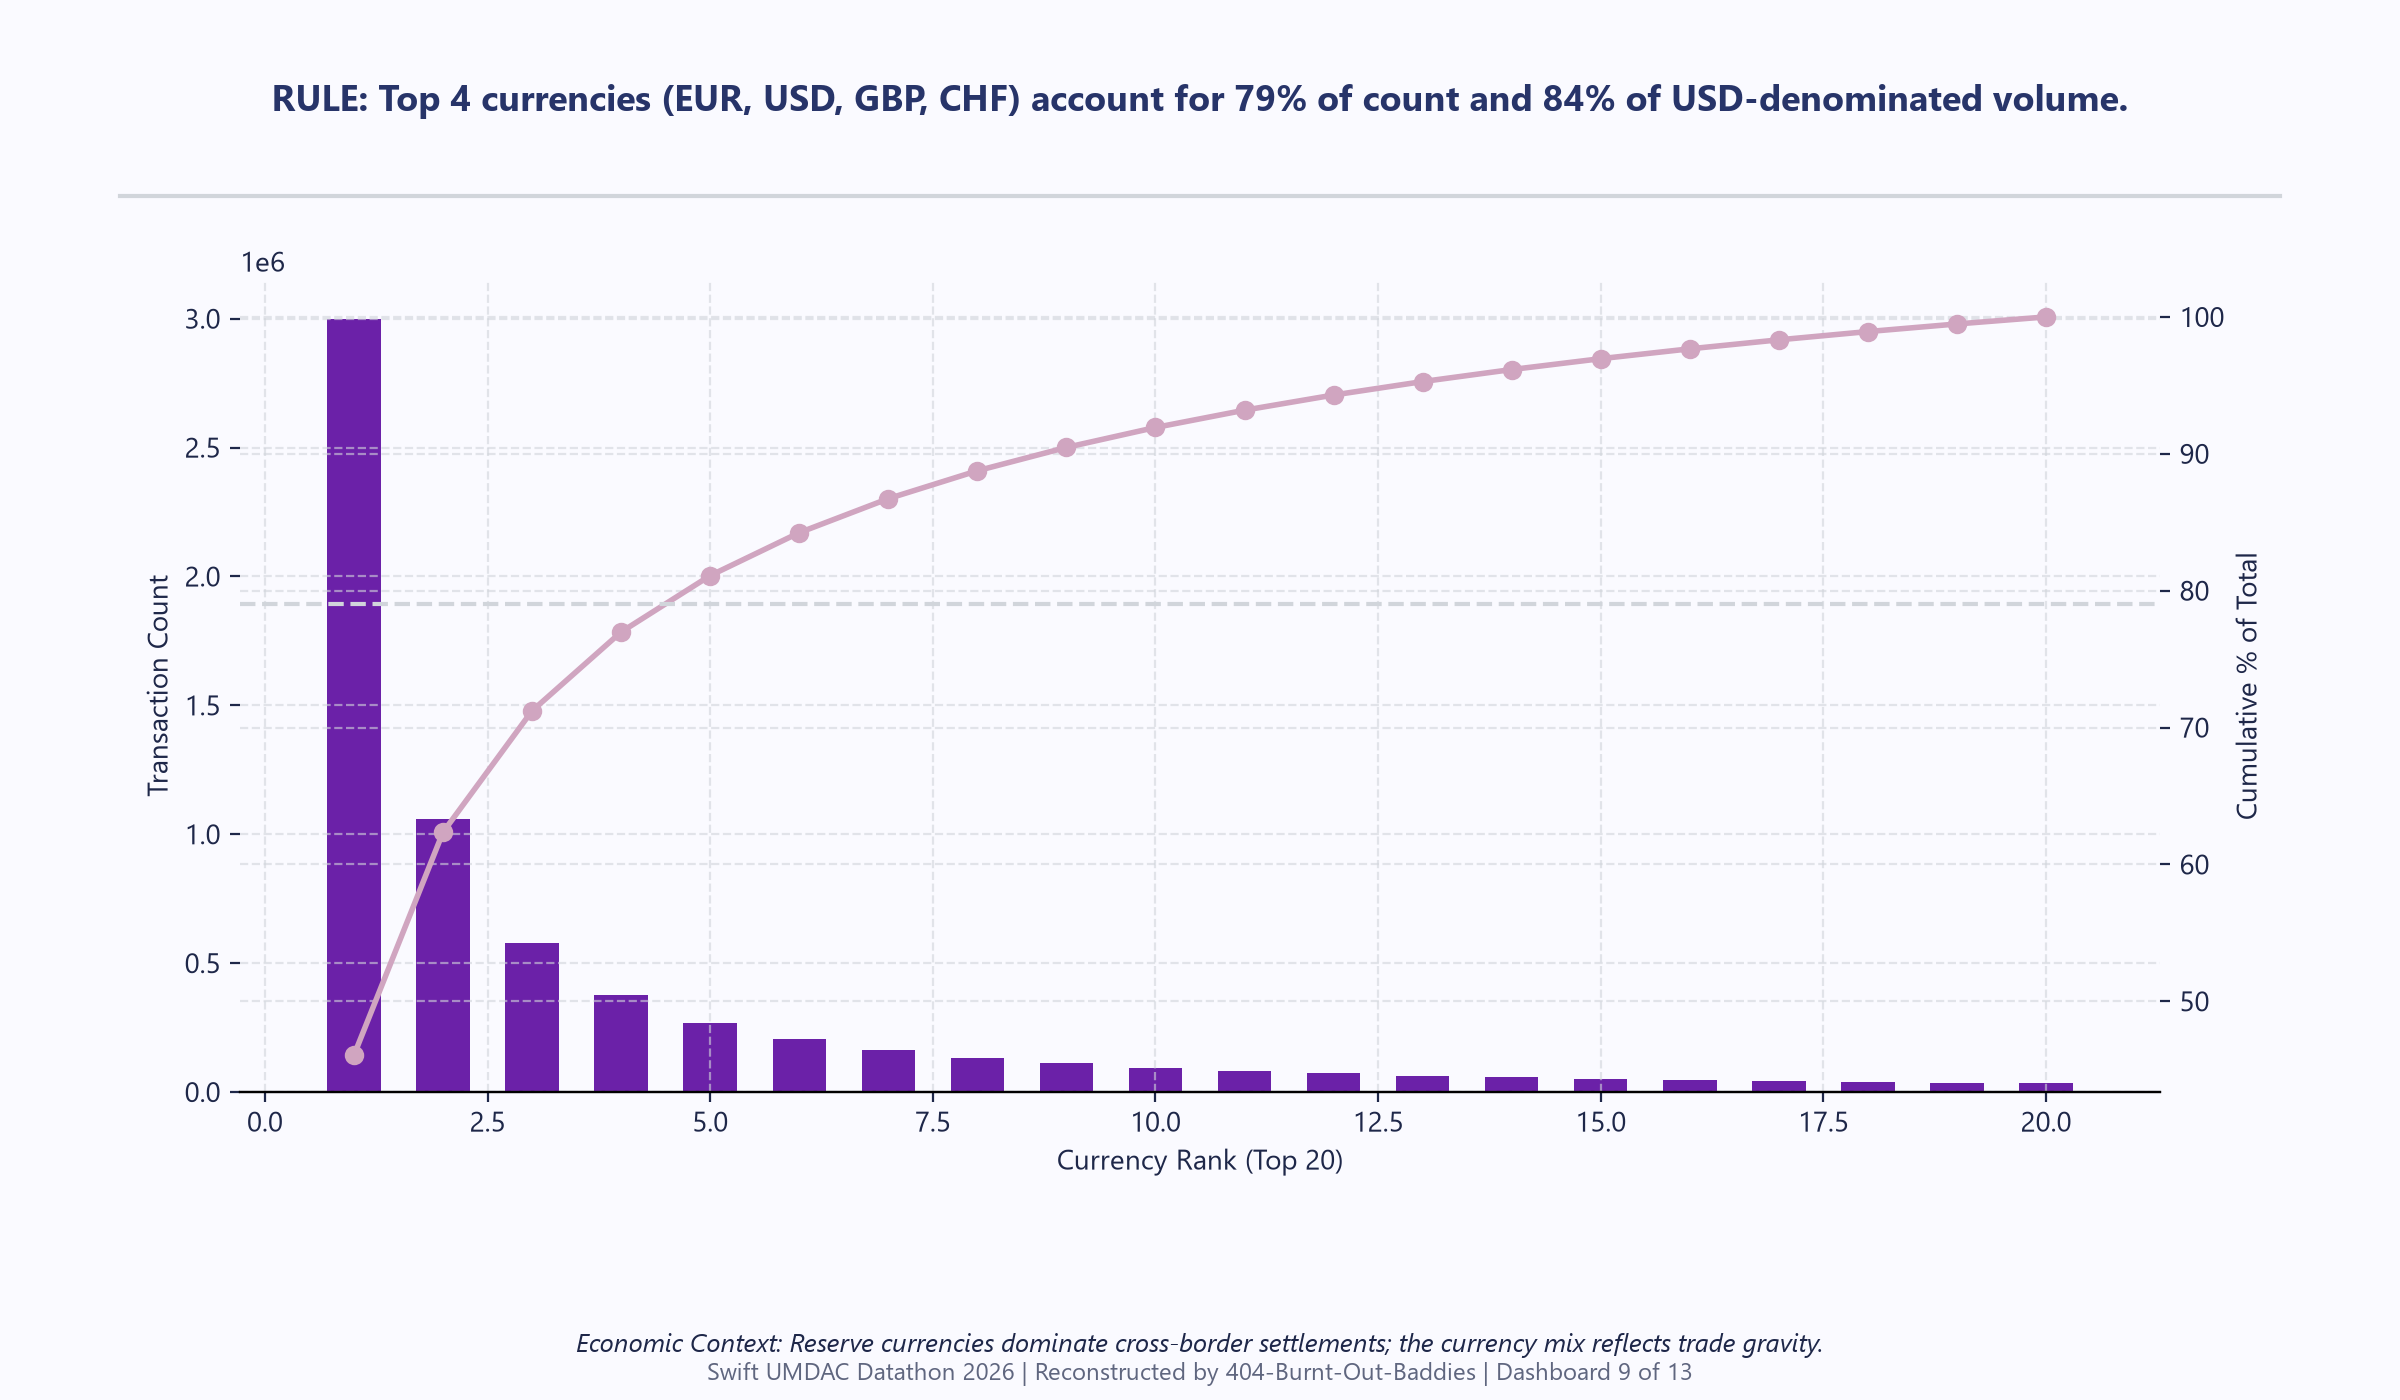 RULE: Top 4 currencies (EUR, USD, GBP, CHF) account for 79% of count and 84% of USD-denominated volume.
1e6
3.0
2.5
2.0
1.5
1.0
0.5
0.0
Transaction Count
100
90
80
70
60
50
Cumulative % of Total
0.0 2.5 5.0 7.5 10.0 12.5 15.0 17.5 20.0
Currency Rank (Top 20)
Economic Context: Reserve currencies dominate cross-border settlements; the currency mix reflects trade gravity.
Swift UMDAC Datathon 2026 | Reconstructed by 404-Burnt-Out-Baddies | Dashboard 9 of 13